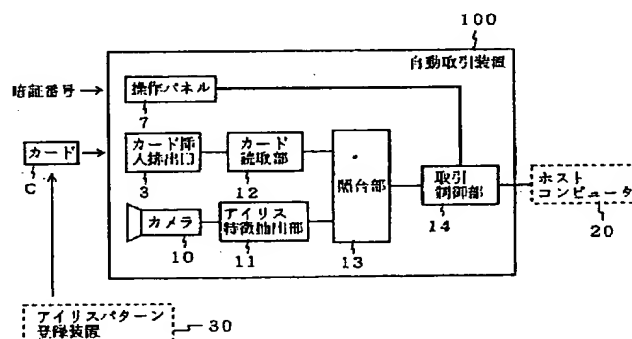 100
自動取引装置
暗証番号
操作パネル
7
カード
C
カード挿
入排出口
3
カード
読取部
12
照合部
13
取引
制御部
14
ホスト
コンピュータ
20
カメラ
10
アイリス
特徴抽出部
11
アイリスパターン
登録装置
30